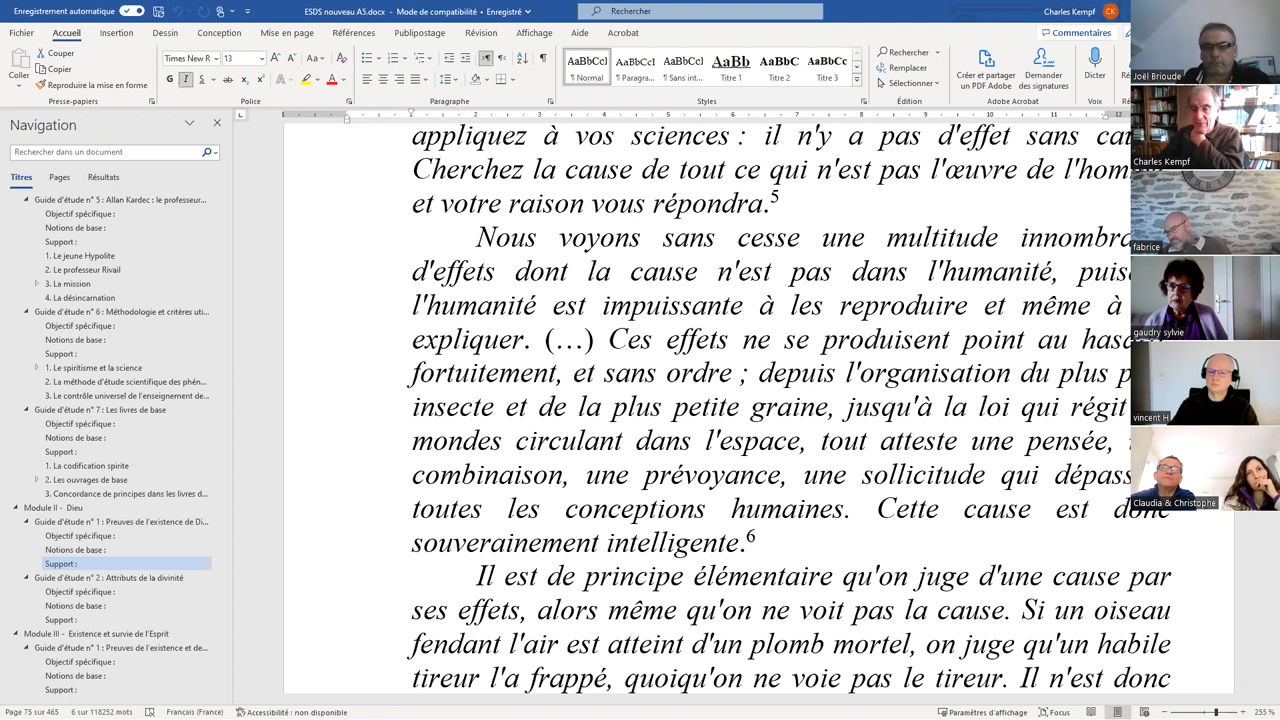 Enregistrement automatique
ESDS nouveau A5.docx - Mode de compatibilité - Enregistré
Rechercher
Charles Kempf
CK
Fichier Accueil Insertion Dessin Conception Mise en page Références Publipostage Révision Affichage Aide Acrobat
Commentaires
Coller
Couper
Copier
Reproduire la mise en forme
Presse-papiers
Times New R 13
G I S
Police
Paragraphe
AaBbCcI AaBbCcI AaBbCcI AaBb AaBbC AaBbCc
¶ Normal ¶ Paragra... ¶ Sans int... Titre 1 Titre 2 Titre 3
Styles
Rechercher
Remplacer
Sélectionner
Édition
Créer et partager un PDF Adobe
Demander des signatures
Adobe Acrobat
Dicter
Voix
Navigation
Rechercher dans un document
Titres Pages Résultats
Guide d'étude n° 5 : Allan Kardec : le professeur...
Objectif spécifique :
Notions de base :
Support :
1. Le jeune Hypolite
2. Le professeur Rivail
3. La mission
4. La désincarnation
Guide d'étude n° 6 : Méthodologie et critères uti...
Objectif spécifique :
Notions de base :
Support :
1. Le spiritisme et la science
2. La méthode d'étude scientifique des phén...
3. Le contrôle universel de l'enseignement de...
Guide d'étude n° 7 : Les livres de base
Objectif spécifique :
Notions de base :
Support :
1. La codification spirite
2. Les ouvrages de base
3. Concordance de principes dans les livres d...
Module II - Dieu
Guide d'étude n° 1 : Preuves de l'existence de Di...
Objectif spécifique :
Notions de base :
Support :
Guide d'étude n° 2 : Attributs de la divinité
Objectif spécifique :
Notions de base :
Support :
Module III - Existence et survie de l'Esprit
Guide d'étude n° 1 : Preuves de l'existence et de...
Objectif spécifique :
Notions de base :
Support :
appliquez à vos sciences : il n'y a pas d'effet sans cau
Cherchez la cause de tout ce qui n'est pas l'œuvre de l'hom
et votre raison vous répondra.5
Nous voyons sans cesse une multitude innombra
d'effets dont la cause n'est pas dans l'humanité, puis
l'humanité est impuissante à les reproduire et même à
expliquer. (…) Ces effets ne se produisent point au has
fortuitement, et sans ordre ; depuis l'organisation du plus p
insecte et de la plus petite graine, jusqu'à la loi qui régit
mondes circulant dans l'espace, tout atteste une pensée,
combinaison, une prévoyance, une sollicitude qui dépass
toutes les conceptions humaines. Cette cause est donc
souverainement intelligente.6
Il est de principe élémentaire qu'on juge d'une cause par
ses effets, alors même qu'on ne voit pas la cause. Si un oiseau
fendant l'air est atteint d'un plomb mortel, on juge qu'un habile
tireur l'a frappé, quoiqu'on ne voie pas le tireur. Il n'est donc
Joël Brioude
Charles Kempf
fabrice
gaudry sylvie
vincent H
Claudia & Christophe
Page 75 sur 465 6 sur 118252 mots Français (France) Accessibilité : non disponible
Paramètres d'affichage Focus 255 %